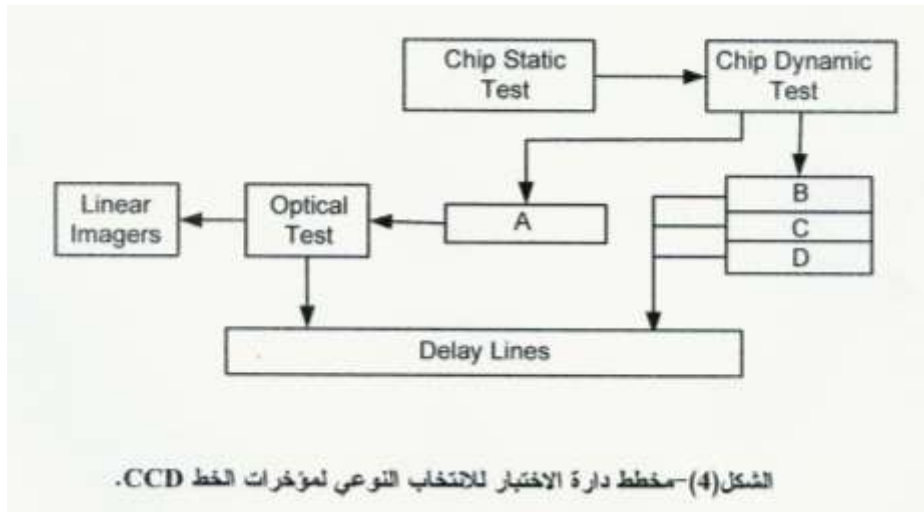 Chip Static
Test
Chip Dynamic
Test
Linear
Imagers
Optical
Test
A
B
C
D
Delay Lines
الشكل(4)-مخطط دارة الاختبار للانتخاب النوعي لمؤخرات الخط CCD.